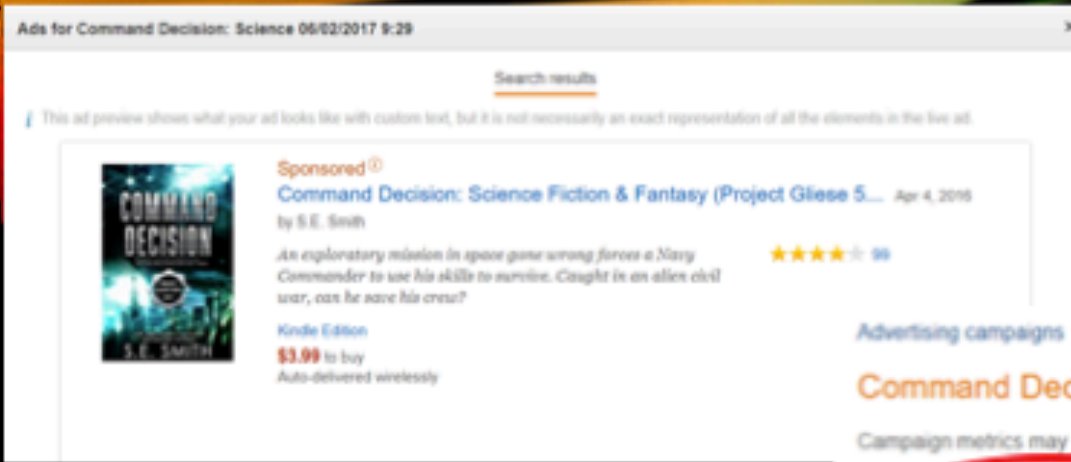 Ads for Command Decision: Science 06/02/2017 9:29
Search results
This ad preview shows what your ad looks like with custom text, but it is not necessarily an exact representation of all the elements in the live ad.
COMMAND
DECISION
S.E. SMITH
Sponsored
Command Decision: Science Fiction & Fantasy (Project Gliese 5... Apr 4, 2016
by S.E. Smith
An exploratory mission in space gone wrong forces a Navy
Commander to use his skills to survive. Caught in an alien civil
war, can he save his crew?
99
Kindle Edition
$3.99 to buy
Auto-delivered wirelessly
Advertising campaigns
Command Dec
Campaign metrics may